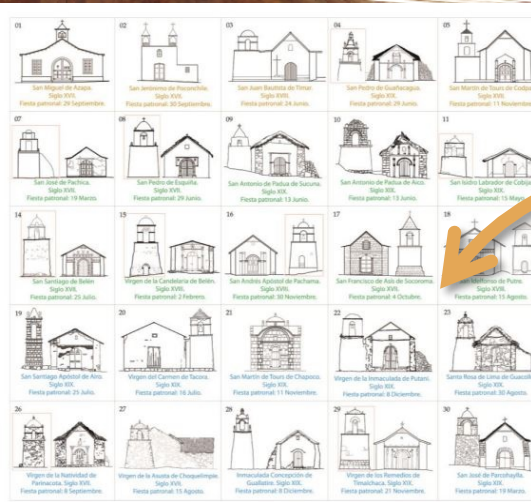 01
San Miguel de Azapa.
Siglo XVII.
Fiesta patronal: 29 Septiembre.
02
San Jerónimo de Poconchile.
Siglo XVII.
Fiesta patronal: 30 Septiembre.
03
San Juan Bautista de Timar.
Siglo XVII.
Fiesta patronal: 24 Junio.
04
San Pedro de Guañacagua.
Siglo XIX.
Fiesta patronal: 29 Junio.
05
San Martín de Tours de Codpa
Siglo XVII.
Fiesta patronal: 11 Noviembre
07
San José de Pachica.
Siglo XVII.
Fiesta patronal: 19 Marzo.
08
San Pedro de Esquiña.
Siglo XVII.
Fiesta patronal: 29 Junio.
09
San Antonio de Padua de Sucuna.
Siglo XIX.
Fiesta patronal: 13 Junio.
10
San Antonio de Padua de Aico.
Siglo XIX.
Fiesta patronal: 13 Junio.
11
San Isidro Labrador de Cobija
Siglo XIX.
Fiesta patronal: 15 Mayo
14
San Santiago de Belén
Siglo XVIII.
Fiesta patronal: 25 Julio.
15
Virgen de la Candelaria de Belén.
Siglo XVII.
Fiesta patronal: 2 Febrero.
16
San Andrés Apóstol de Pachama.
Siglo XVIII.
Fiesta patronal: 30 Noviembre.
17
San Francisco de Asís de Socoroma.
Siglo XVII.
Fiesta patronal: 4 Octubre.
18
de Putre.
Siglo XVII.
Fiesta patronal: 15 Agosto
19
San Santiago Apóstol de Airo.
Siglo XIX.
Fiesta patronal: 25 Julio.
20
Virgen del Carmen de Tacora.
Siglo XIX.
Fiesta patronal: 16 Julio.
21
San Martín de Tours de Chapoco.
Siglo XIX.
Fiesta patronal: 11 Noviembre.
22
Virgen de la Inmaculada de Putani.
Siglo XIX.
Fiesta patronal: 8 Diciembre.
23
Santa Rosa de Lima de
Siglo XIX.
Fiesta patronal: 30 Agosto.
26
Virgen de la Natividad de
Parinacota. Siglo XVII.
Fiesta patronal: 8 Septiembre.
27
Virgen de la Asunta de Choquelimpie.
Siglo XVII.
Fiesta patronal: 15 Agosto.
28
Inmaculada Concepción de
Guallatire. Siglo XIX.
Fiesta patronal: 8 Diciembre.
29
Virgen de los Remedios de
Timalchaca. Siglo XIX.
Fiesta patronal: 21 Noviembre.
30
San José de Parcohaylla.
Siglo XIX.
Fiesta patronal: 19 Marzo